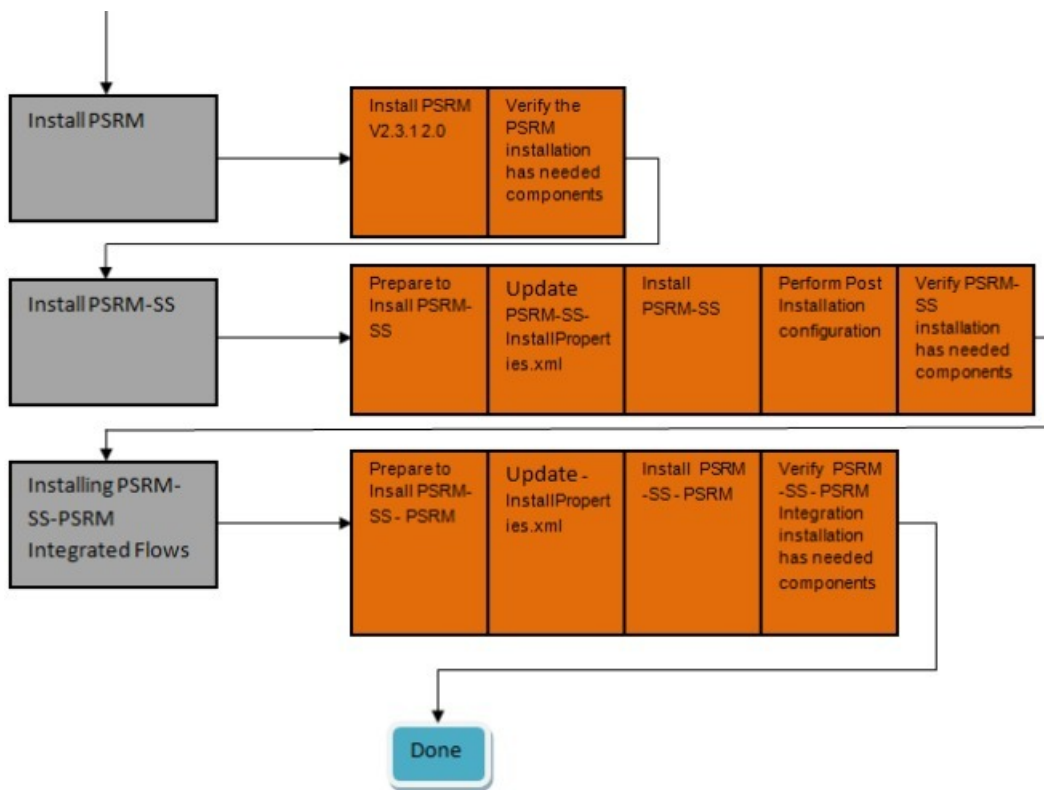 Install PSRM
Install PSRM
V2.3.1 2.0
Verify the
PSRM
installation
has needed
components
Install PSRM-SS
Prepare to
Insall PSRM-
SS
Update
PSRM-SS-
InstallPropert
ies.xml
Install
PSRM-SS
Perform Post
Installation
configuration
Verify PSRM-
SS
installation
has needed
components
Installing PSRM-
SS-PSRM
Integrated Flows
Prepare to
Insall PSRM-
SS - PSRM
Update -
InstallPropert
ies.xml
Install PSRM
-SS - PSRM
Verify PSRM
-SS - PSRM
Integration
installation
has needed
components
Done